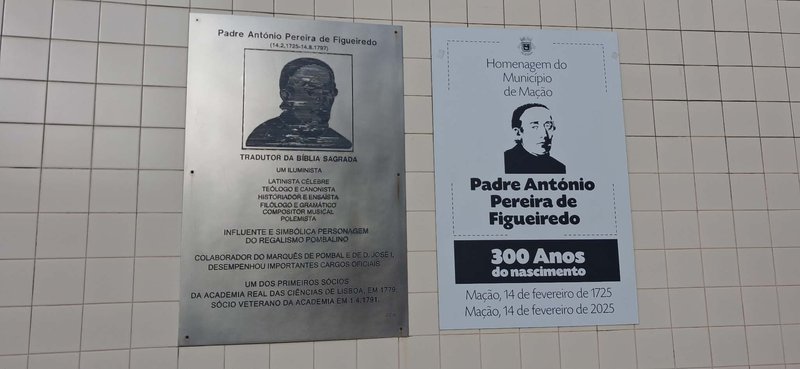 Padre António Pereira de Figueiredo
(14.2.1725-14.8.1797)
TRADUTOR DA BÍBLIA SAGRADA
UM ILUMINISTA
LATINISTA CÉLEBRE
TEÓLOGO E CANONISTA
HISTORIADOR E ENSAÍSTA
FILÓLOGO E GRAMÁTICO
COMPOSITOR MUSICAL
POLEMISTA
INFLUENTE E SIMBÓLICA PERSONAGEM
DO REGALISMO POMBALINO
COLABORADOR DO MARQUÊS DE POMBAL E DE D. JOSÉ I,
DESEMPENHOU IMPORTANTES CARGOS OFICIAIS
UM DOS PRIMEIROS SÓCIOS
DA ACADEMIA REAL DAS CIÊNCIAS DE LISBOA, EM 1779,
SÓCIO VETERANO DA ACADEMIA EM 1.4.1791.
Homenagem do
Município
de Mação
Padre António
Pereira de
Figueiredo
300 Anos
do nascimento
Mação, 14 de fevereiro de 1725
Mação, 14 de fevereiro de 2025